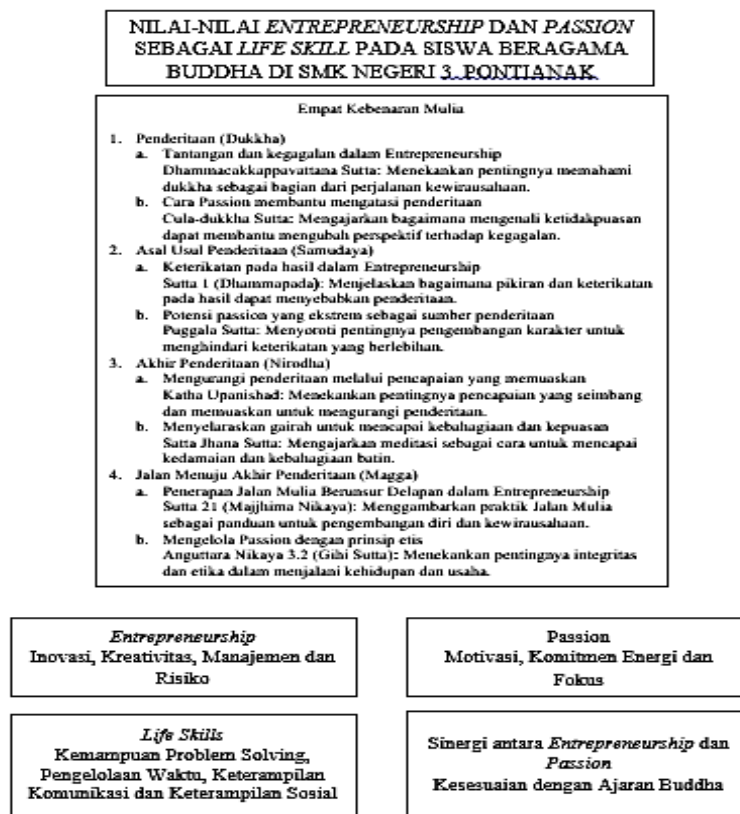 NILAI-NILAI ENTREPRENEURSHIP DAN PASSION
SEBAGAI LIFE SKILL PADA SISWA BERAGAMA
BUDDHA DI SMK NEGERI 3 PONTIANAK
Empat Kebenaran Mulia
1. Penderitaan (Dukkha)
a. Tantangan dan kegagalan dalam Entrepreneurship
Dhammacakkappavattana Sutta: Menekankan pentingnya memahami
dukkha sebagai bagian dari perjalanan kewirausahaan.
b. Cara Passion membantu mengatasi penderitaan
Cula-dukkha Sutta: Mengajarkan bagaimana mengenali ketidakpuasan
dapat membantu mengubah perspektif terhadap kegagalan.
2. Asal Usul Penderitaan (Samudaya)
a. Keterikatan pada hasil dalam Entrepreneurship
Sutta 1 (Dhammapada): Menjelaskan bagaimana pikiran dan keterikatan
pada hasil dapat menyebabkan penderitaan.
b. Potensi passion yang ekstrem sebagai sumber penderitaan
Puggala Sutta: Menyoroti pentingnya pengembangan karakter untuk
menghindari keterikatan yang berlebihan.
3. Akhir Penderitaan (Nirodha)
a. Mengurangi penderitaan melalui pencapaian yang memuaskan
Katha Upanishad: Menekankan pentingnya pencapaian yang seimbang
dan memuaskan untuk mengurangi penderitaan.
b. Menyelaraskan gairah untuk mencapai kebahagiaan dan kepuasan
Satta Jhana Sutta: Mengajarkan meditasi sebagai cara untuk mencapai
kedamaian dan kebahagiaan batin.
4. Jalan Menuju Akhir Penderitaan (Magga)
a. Penerapan Jalan Mulia Berunsur Delapan dalam Entrepreneurship
Sutta 21 (Majjhima Nikaya): Menggambarkan praktik Jalan Mulia
sebagai panduan untuk pengembangan diri dan kewirausahaan.
b. Mengelola Passion dengan prinsip etis
Anguttara Nikaya 3.2 (Gihi Sutta): Menekankan pentingnya integritas
dan etika dalam menjalani kehidupan dan usaha.
Entrepreneurship
Inovasi, Kreativitas, Manajemen dan
Risiko
Passion
Motivasi, Komitmen Energi dan
Fokus
Life Skills
Kemampuan Problem Solving,
Pengelolaan Waktu, Keterampilan
Komunikasi dan Keterampilan Sosial
Sinergi antara Entrepreneurship dan
Passion
Kesesuaian dengan Ajaran Buddha